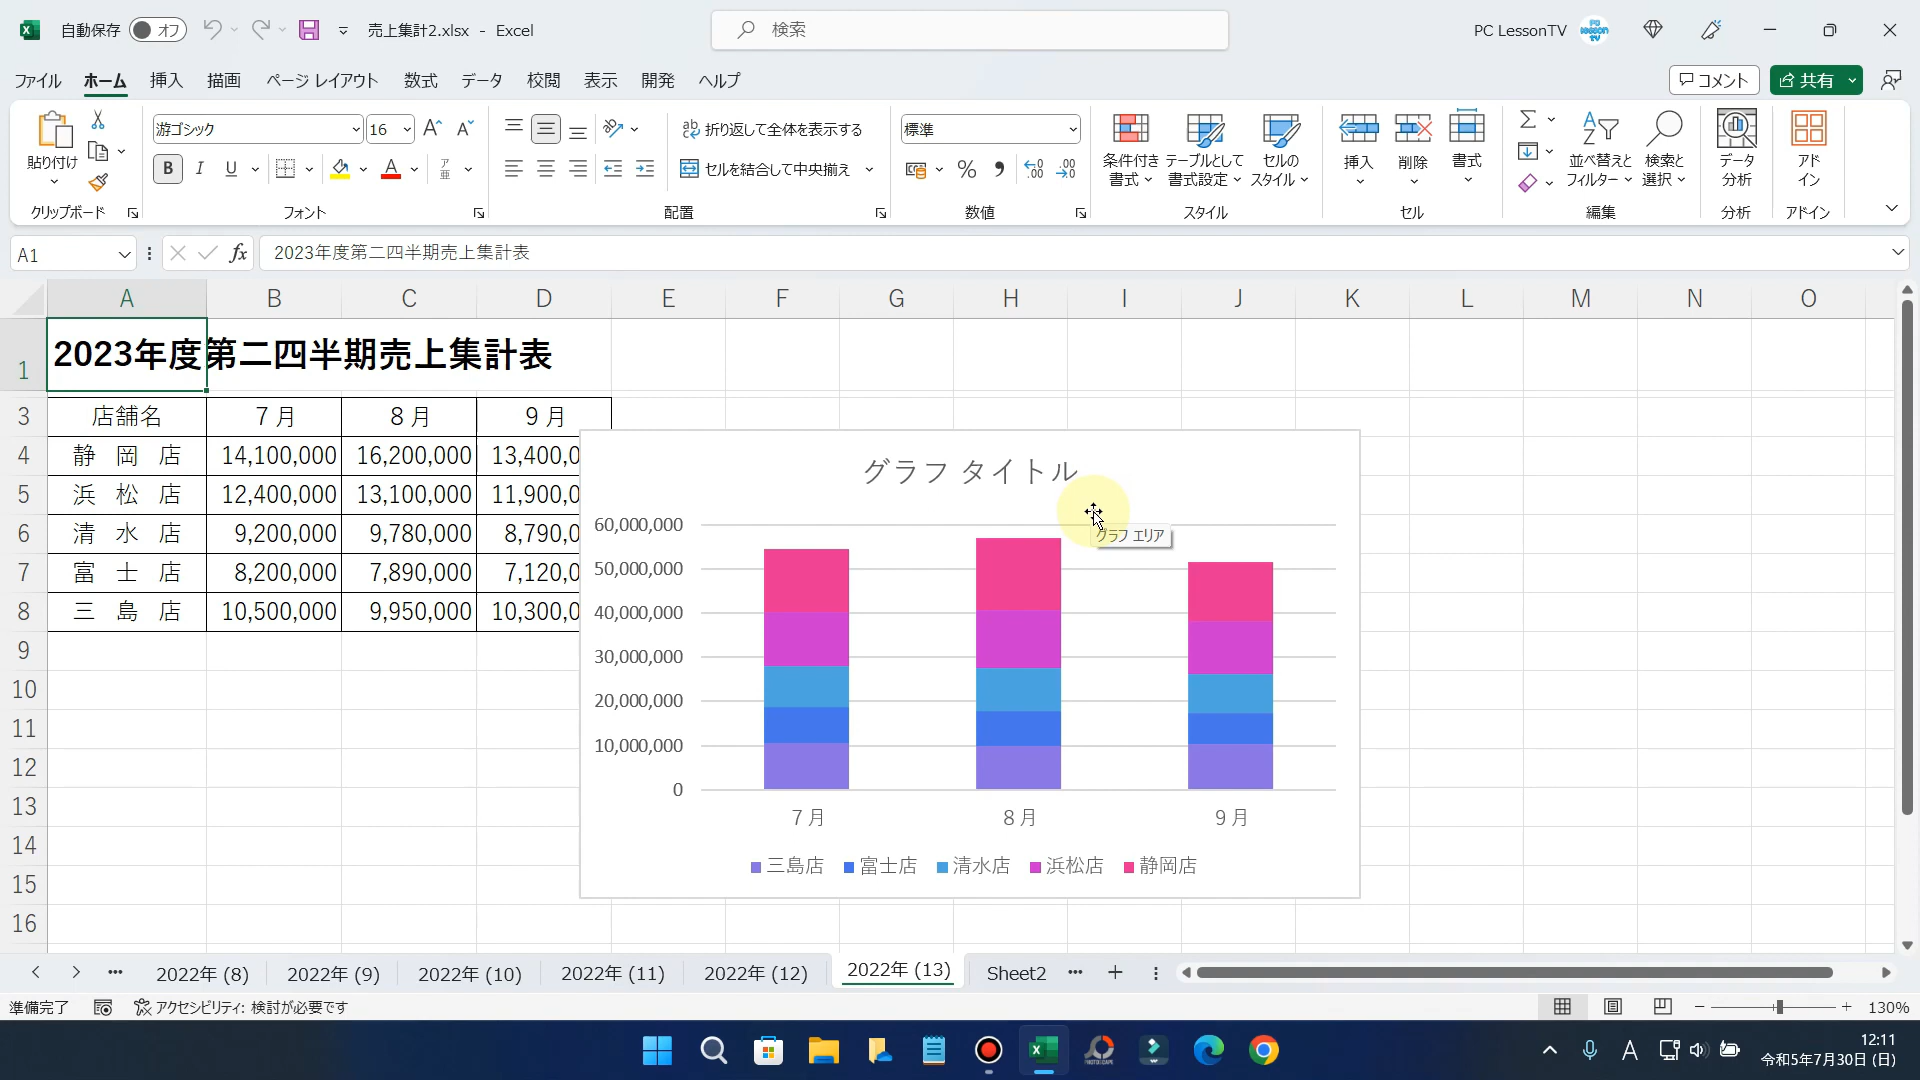 自動保存 オフ 売上集計2.xlsx - Excel 検索 PC LessonTV
ファイル ホーム 挿入 描画 ページ レイアウト 数式 データ 校閲 表示 開発 ヘルプ コメント 共有
貼り付け
クリップボード
游ゴシック 16
B I U
フォント
折り返して全体を表示する
セルを結合して中央揃え
配置
標準
数値
条件付き書式 テーブルとして書式設定 セルのスタイル
スタイル
挿入 削除 書式
セル
並べ替えとフィルター 検索と選択
編集
データ分析
分析
アドイン
アドイン
A1 fx 2023年度第二四半期売上集計表
A B C D E F G H I J K L M N O
1 2023年度第二四半期売上集計表
3 店舗名 7月 8月 9月
4 静岡店 14,100,000 16,200,000 13,400,0
5 浜松店 12,400,000 13,100,000 11,900,0
6 清水店 9,200,000 9,780,000 8,790,0
7 富士店 8,200,000 7,890,000 7,120,0
8 三島店 10,500,000 9,950,000 10,300,0
9
10
11
12
13
14
15
16
グラフ タイトル
グラフ エリア
60,000,000
50,000,000
40,000,000
30,000,000
20,000,000
10,000,000
0
7月 8月 9月
三島店 富士店 清水店 浜松店 静岡店
2022年 (8) 2022年 (9) 2022年 (10) 2022年 (11) 2022年 (12) 2022年 (13) Sheet2
準備完了 アクセシビリティ: 検討が必要です 130%
A 12:11
令和5年7月30日 (日)